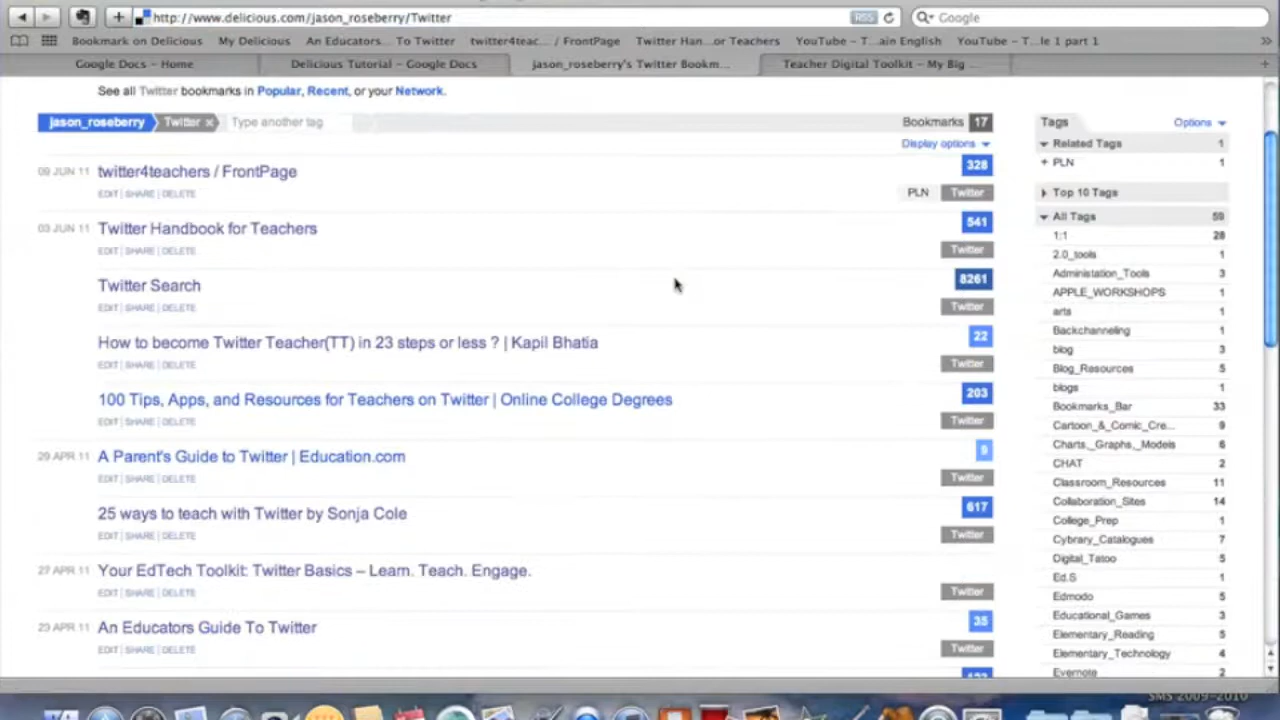 http://www.delicious.com/jason_roseberry/Twitter RSS Google
Bookmark on Delicious My Delicious An Educators... To Twitter twitter4teac... / FrontPage Twitter Han...or Teachers YouTube – T...ain English YouTube – T...le 1 part 1
Google Docs – Home Delicious Tutorial – Google Docs jason_roseberry's Twitter Bookm... Teacher Digital Toolkit – My Big ...
See all Twitter bookmarks in Popular, Recent, or your Network.
jason_roseberry Twitter × Type another tag Bookmarks 17
Display options
09 JUN 11 twitter4teachers / FrontPage 328
EDIT | SHARE | DELETE PLN Twitter
03 JUN 11 Twitter Handbook for Teachers 541
EDIT | SHARE | DELETE Twitter
Twitter Search 8261
EDIT | SHARE | DELETE Twitter
How to become Twitter Teacher(TT) in 23 steps or less ? | Kapil Bhatia 22
EDIT | SHARE | DELETE Twitter
100 Tips, Apps, and Resources for Teachers on Twitter | Online College Degrees 203
EDIT | SHARE | DELETE Twitter
29 APR 11 A Parent's Guide to Twitter | Education.com 9
EDIT | SHARE | DELETE Twitter
25 ways to teach with Twitter by Sonja Cole 617
EDIT | SHARE | DELETE Twitter
27 APR 11 Your EdTech Toolkit: Twitter Basics – Learn. Teach. Engage.
EDIT | SHARE | DELETE Twitter
23 APR 11 An Educators Guide To Twitter 35
EDIT | SHARE | DELETE Twitter
Tags Options
Related Tags 1
+ PLN 1
Top 10 Tags
All Tags 59
1:1 28
2.0_tools 1
Administation_Tools 3
APPLE_WORKSHOPS 1
arts 1
Backchanneling 1
blog 3
Blog_Resources 5
blogs 1
Bookmarks_Bar 33
Cartoon_&_Comic_Cre... 9
Charts,_Graphs,_Models 6
CHAT 2
Classroom_Resources 11
Collaboration_Sites 14
College_Prep 1
Cybrary_Catalogues 7
Digital_Tatoo 5
Ed.S 1
Edmodo 5
Educational_Games 3
Elementary_Reading 5
Elementary_Technology 4
Evernote 2
SMS 2009-2010